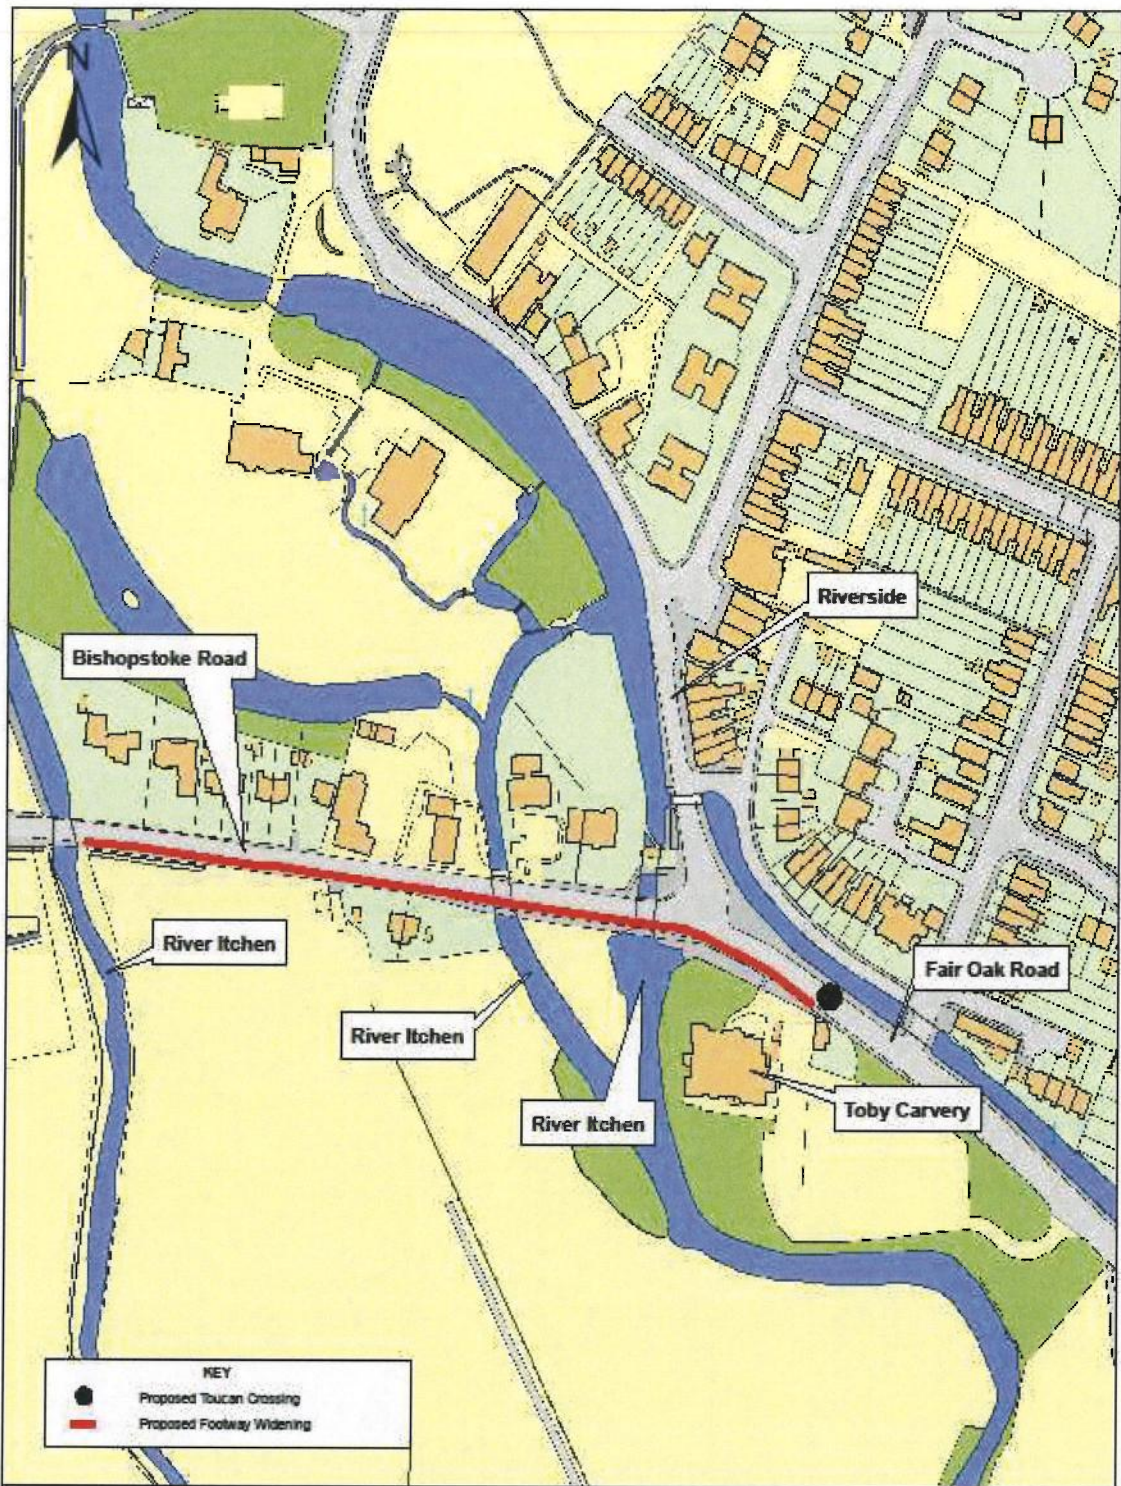 N
Riverside
Bishopstoke Road
River Itchen
Fair Oak Road
River Itchen
River Itchen
Toby Carvery
KEY
Proposed Toucan Crossing
Proposed Footway Widening